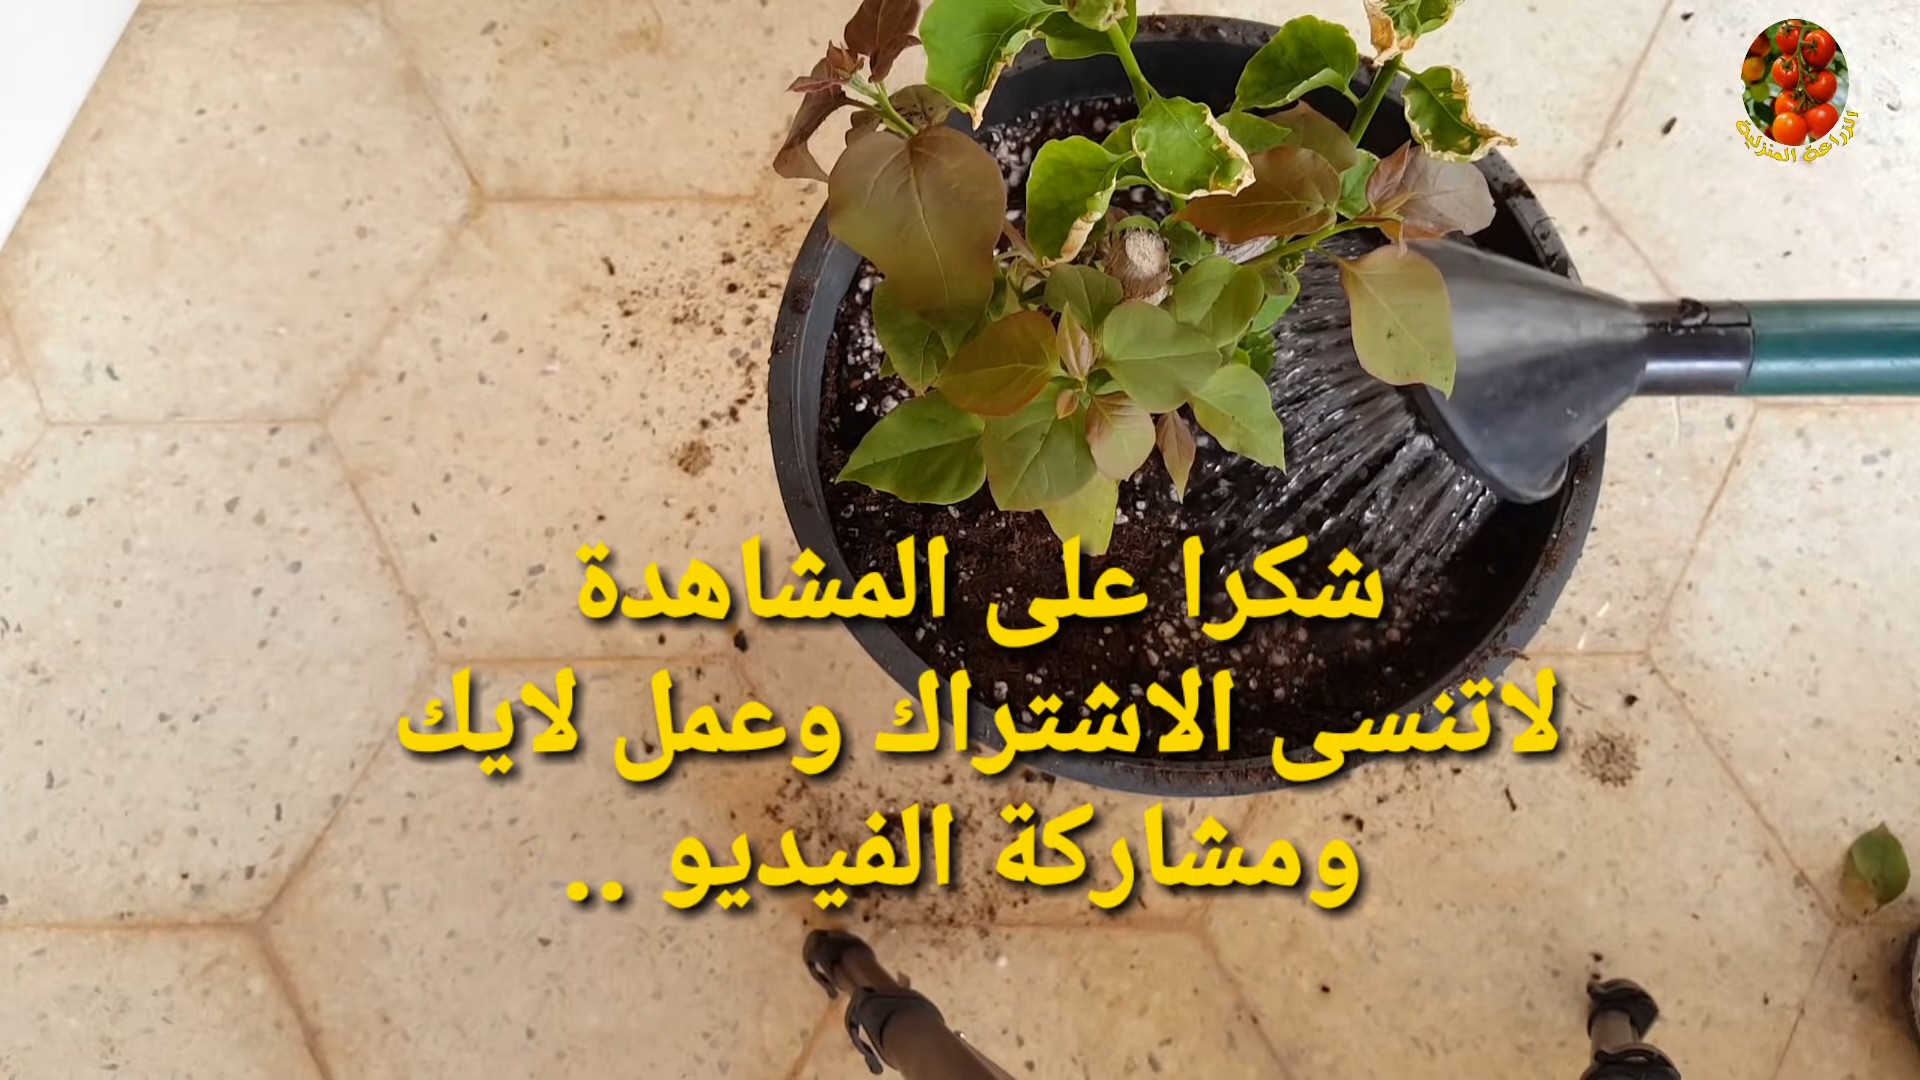 الزراعة المنزلية
شكرا على المشاهدة
لاتنسى الاشتراك وعمل لايك
ومشاركة الفيديو ..